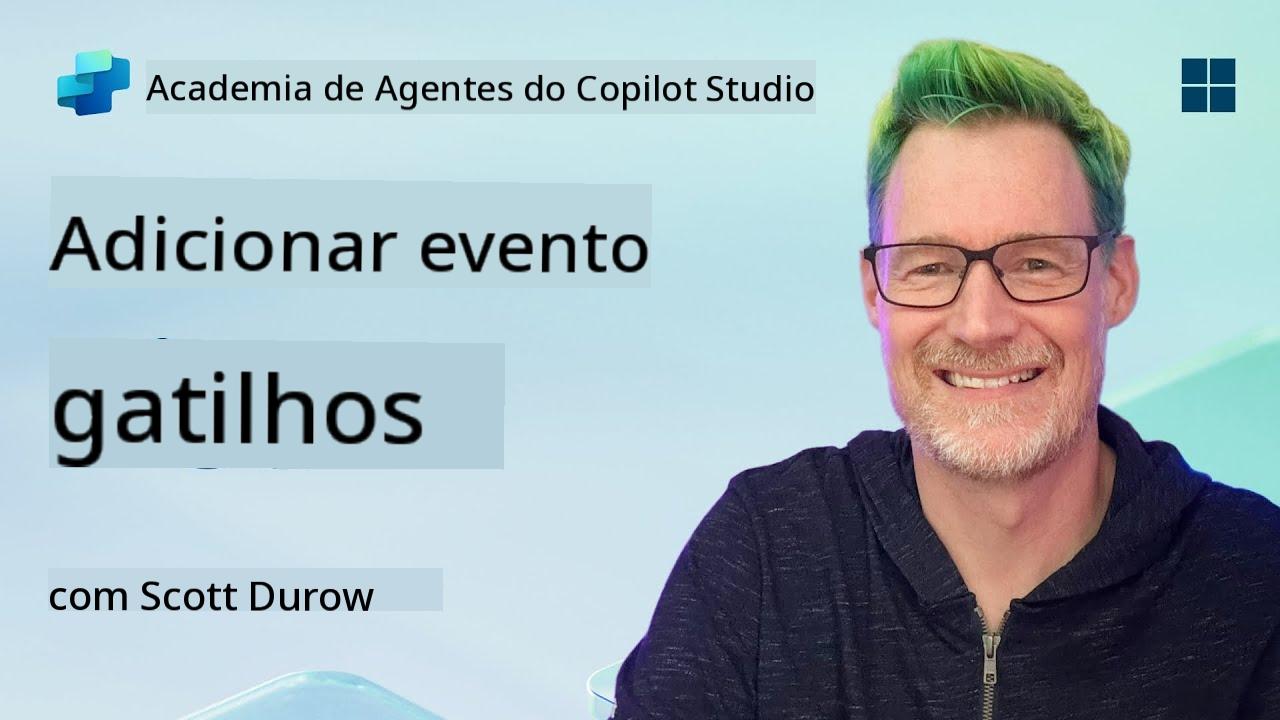 Academia de Agentes do Copilot Studio
Adicionar evento
gatilhos
com Scott Durow